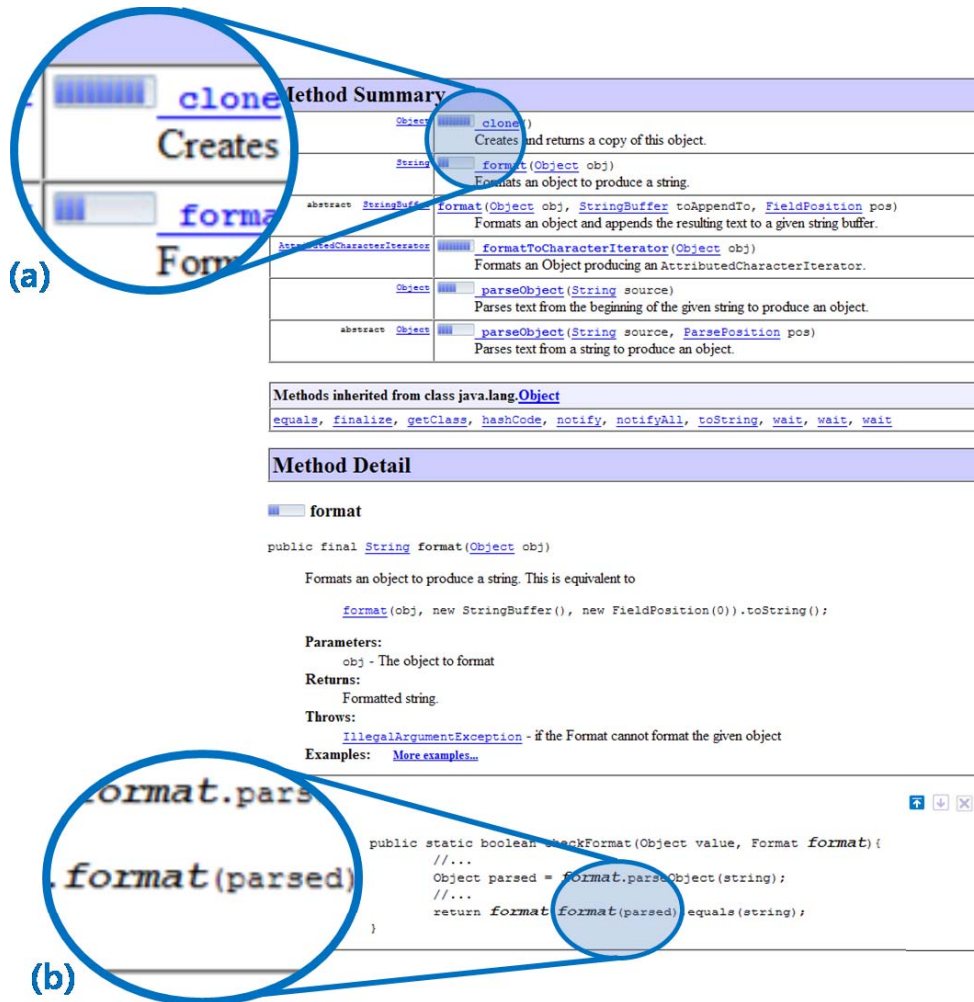 clone
Creates
forma
Form
(a)
Method Summary
Object clone()
Creates and returns a copy of this object.
String format(Object obj)
Formats an object to produce a string.
abstract StringBuffer format(Object obj, StringBuffer toAppendTo, FieldPosition pos)
Formats an object and appends the resulting text to a given string buffer.
AttributedCharacterIterator formatToCharacterIterator(Object obj)
Formats an Object producing an AttributedCharacterIterator.
Object parseObject(String source)
Parses text from the beginning of the given string to produce an object.
abstract Object parseObject(String source, ParsePosition pos)
Parses text from a string to produce an object.
Methods inherited from class java.lang.Object
equals, finalize, getClass, hashCode, notify, notifyAll, toString, wait, wait, wait
Method Detail
format
public final String format(Object obj)
Formats an object to produce a string. This is equivalent to
format(obj, new StringBuffer(), new FieldPosition(0)).toString();
Parameters:
obj - The object to format
Returns:
Formatted string.
Throws:
IllegalArgumentException - if the Format cannot format the given object
Examples: More examples...
format.pars
.format(parsed)
(b)
public static boolean checkFormat(Object value, Format format){
//...
Object parsed = format.parseObject(string);
//...
return format.format(parsed).equals(string);
}